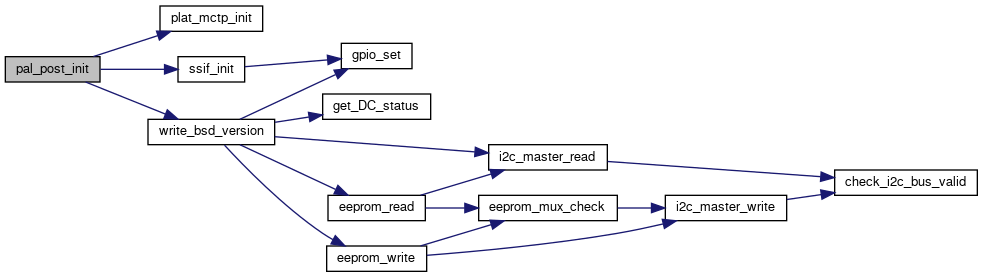 plat_mctp_init
pal_post_init
ssif_init
gpio_set
get_DC_status
write_bsd_version
i2c_master_read
check_i2c_bus_valid
eeprom_read
eeprom_mux_check
i2c_master_write
eeprom_write